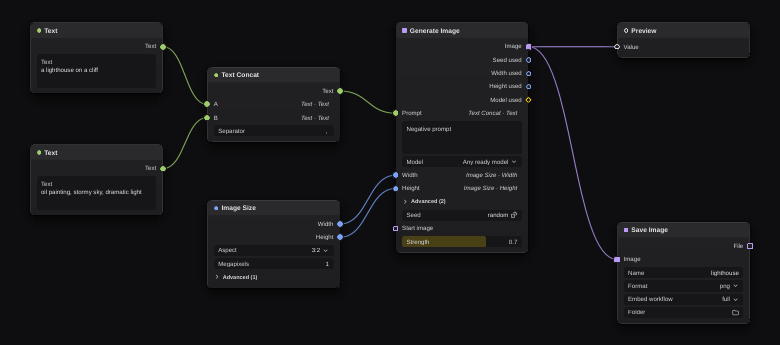 Text
Text
Text
a lighthouse on a cliff
Text
Text
Text
oil painting, stormy sky, dramatic light
Text Concat
Text
A Text · Text
B Text · Text
Separator ,
Image Size
Width
Height
Aspect 3:2
Megapixels 1
Advanced (1)
Generate Image
Image
Seed used
Width used
Height used
Model used
Prompt Text Concat · Text
Negative prompt
Model Any ready model
Width Image Size · Width
Height Image Size · Height
Advanced (2)
Seed random
Start image
Strength 0.7
Preview
Value
Save Image
File
Image
Name lighthouse
Format png
Embed workflow full
Folder